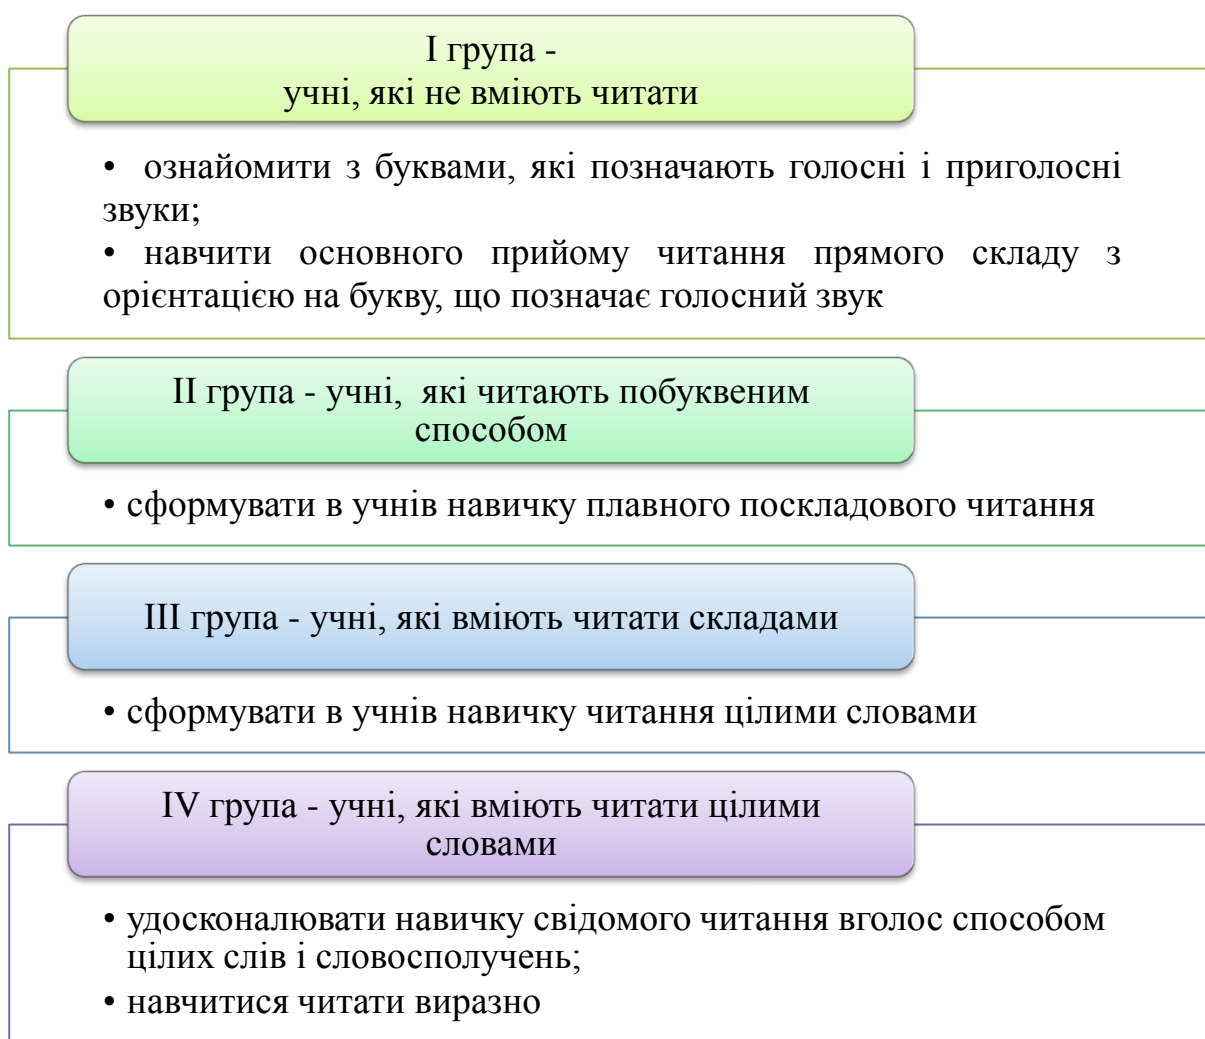 І група -
учні, які не вміють читати
• ознайомити з буквами, які позначають голосні і приголосні
звуки;
• навчити основного прийому читання прямого складу з
орієнтацією на букву, що позначає голосний звук
ІІ група - учні, які читають побуквеним
способом
• сформувати в учнів навичку плавного поскладового читання
ІІІ група - учні, які вміють читати складами
• сформувати в учнів навичку читання цілими словами
ІV група - учні, які вміють читати цілими
словами
• удосконалювати навичку свідомого читання вголос способом
цілих слів і словосполучень;
• навчитися читати виразно